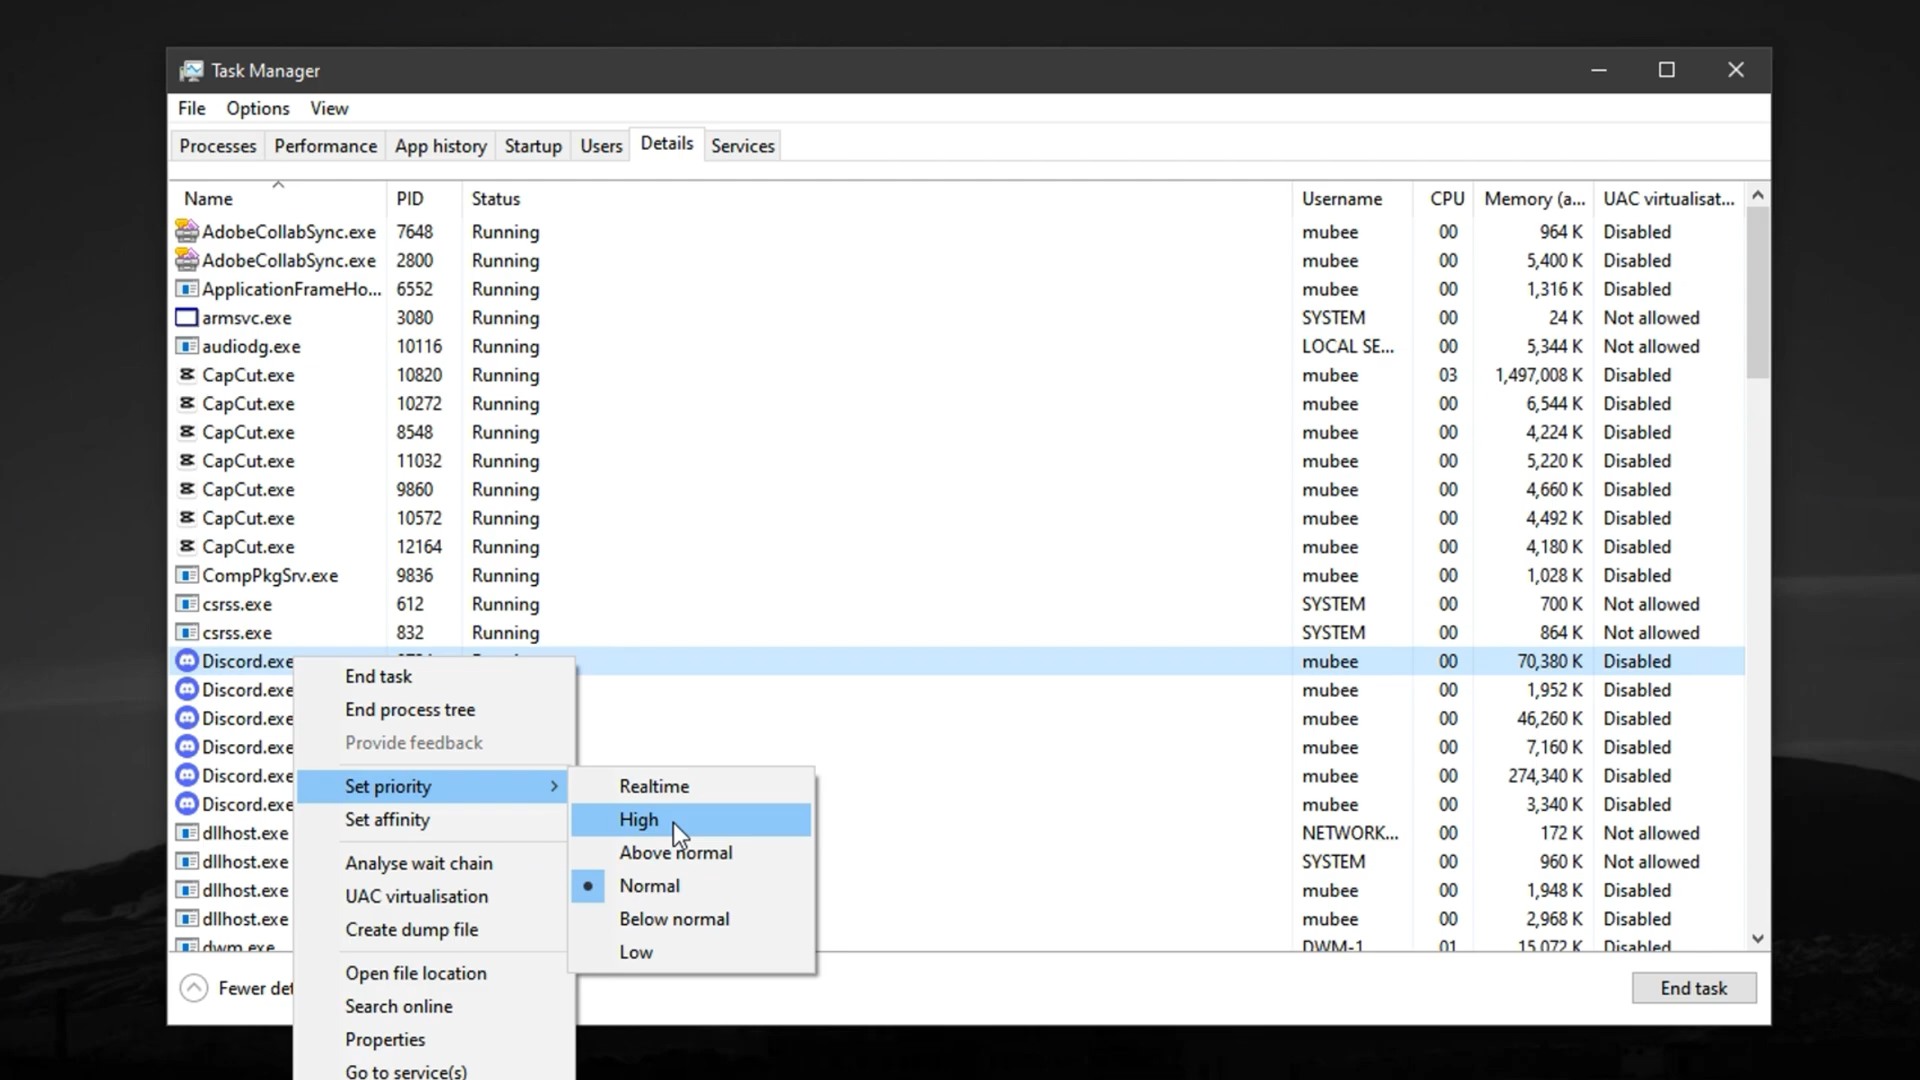 Task Manager
File Options View
Processes Performance App history Startup Users Details Services
Name PID Status Username CPU Memory (a... UAC virtualisat...
AdobeCollabSync.exe 7648 Running mubee 00 964 K Disabled
AdobeCollabSync.exe 2800 Running mubee 00 5,400 K Disabled
ApplicationFrameHo... 6552 Running mubee 00 1,316 K Disabled
armsvc.exe 3080 Running SYSTEM 00 24 K Not allowed
audiodg.exe 10116 Running LOCAL SE... 00 5,344 K Not allowed
CapCut.exe 10820 Running mubee 03 1,497,008 K Disabled
CapCut.exe 10272 Running mubee 00 6,544 K Disabled
CapCut.exe 8548 Running mubee 00 4,224 K Disabled
CapCut.exe 11032 Running mubee 00 5,220 K Disabled
CapCut.exe 9860 Running mubee 00 4,660 K Disabled
CapCut.exe 10572 Running mubee 00 4,492 K Disabled
CapCut.exe 12164 Running mubee 00 4,180 K Disabled
CompPkgSrv.exe 9836 Running mubee 00 1,028 K Disabled
csrss.exe 612 Running SYSTEM 00 700 K Not allowed
csrss.exe 832 Running SYSTEM 00 864 K Not allowed
Discord.exe mubee 00 70,380 K Disabled
Discord.exe mubee 00 1,952 K Disabled
Discord.exe mubee 00 46,260 K Disabled
Discord.exe mubee 00 7,160 K Disabled
Discord.exe mubee 00 274,340 K Disabled
Discord.exe mubee 00 3,340 K Disabled
dllhost.exe NETWORK... 00 172 K Not allowed
dllhost.exe SYSTEM 00 960 K Not allowed
dllhost.exe mubee 00 1,948 K Disabled
dllhost.exe mubee 00 2,968 K Disabled
dwm.exe DWM-1 01 15,072 K Disabled
End task
End process tree
Provide feedback
Set priority
Set affinity
Analyse wait chain
UAC virtualisation
Create dump file
Open file location
Search online
Properties
Go to service(s)
Realtime
High
Above normal
Normal
Below normal
Low
Fewer det
End task